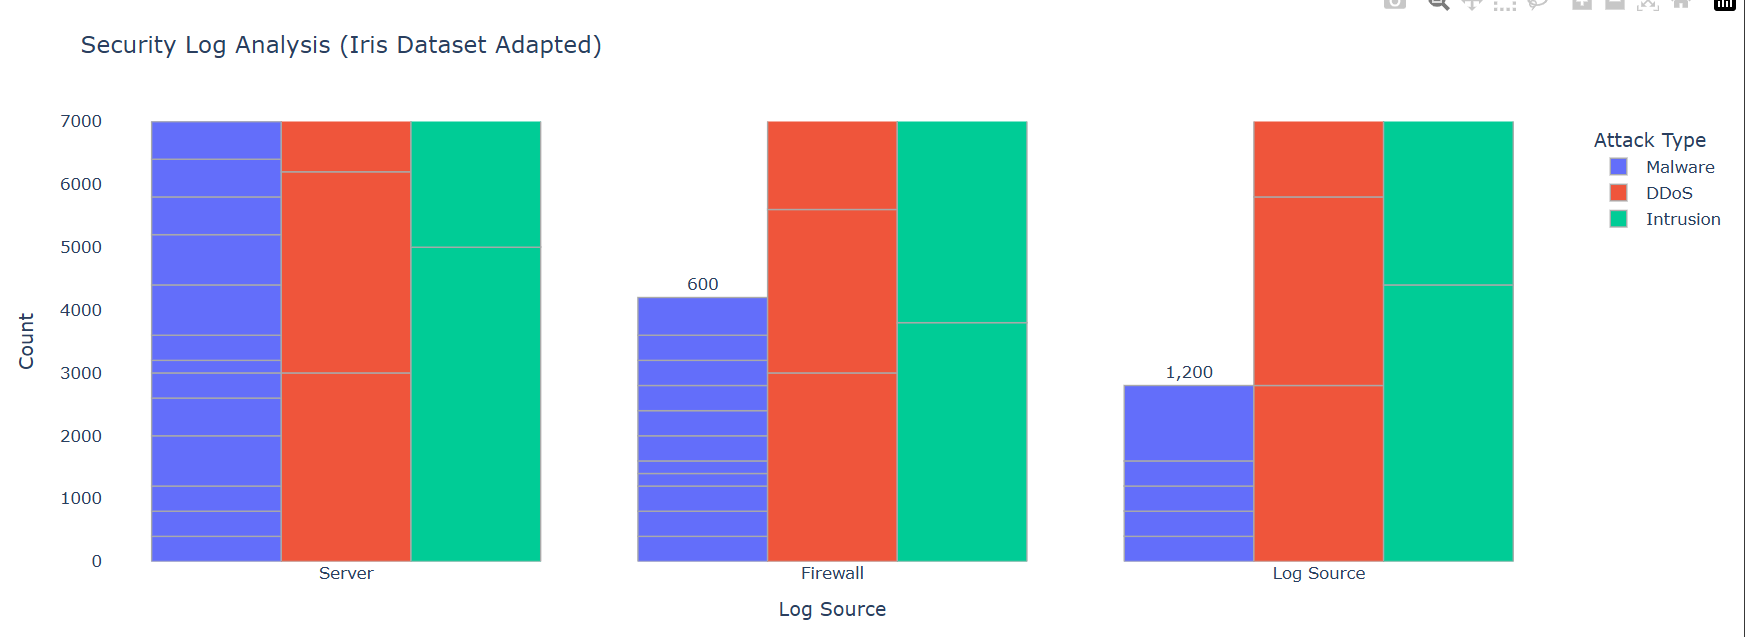 Security Log Analysis (Iris Dataset Adapted)
7000
6000
5000
4000
3000
2000
1000
0
Count
600
1,200
Server
Firewall
Log Source
Log Source
Attack Type
Malware
DDoS
Intrusion